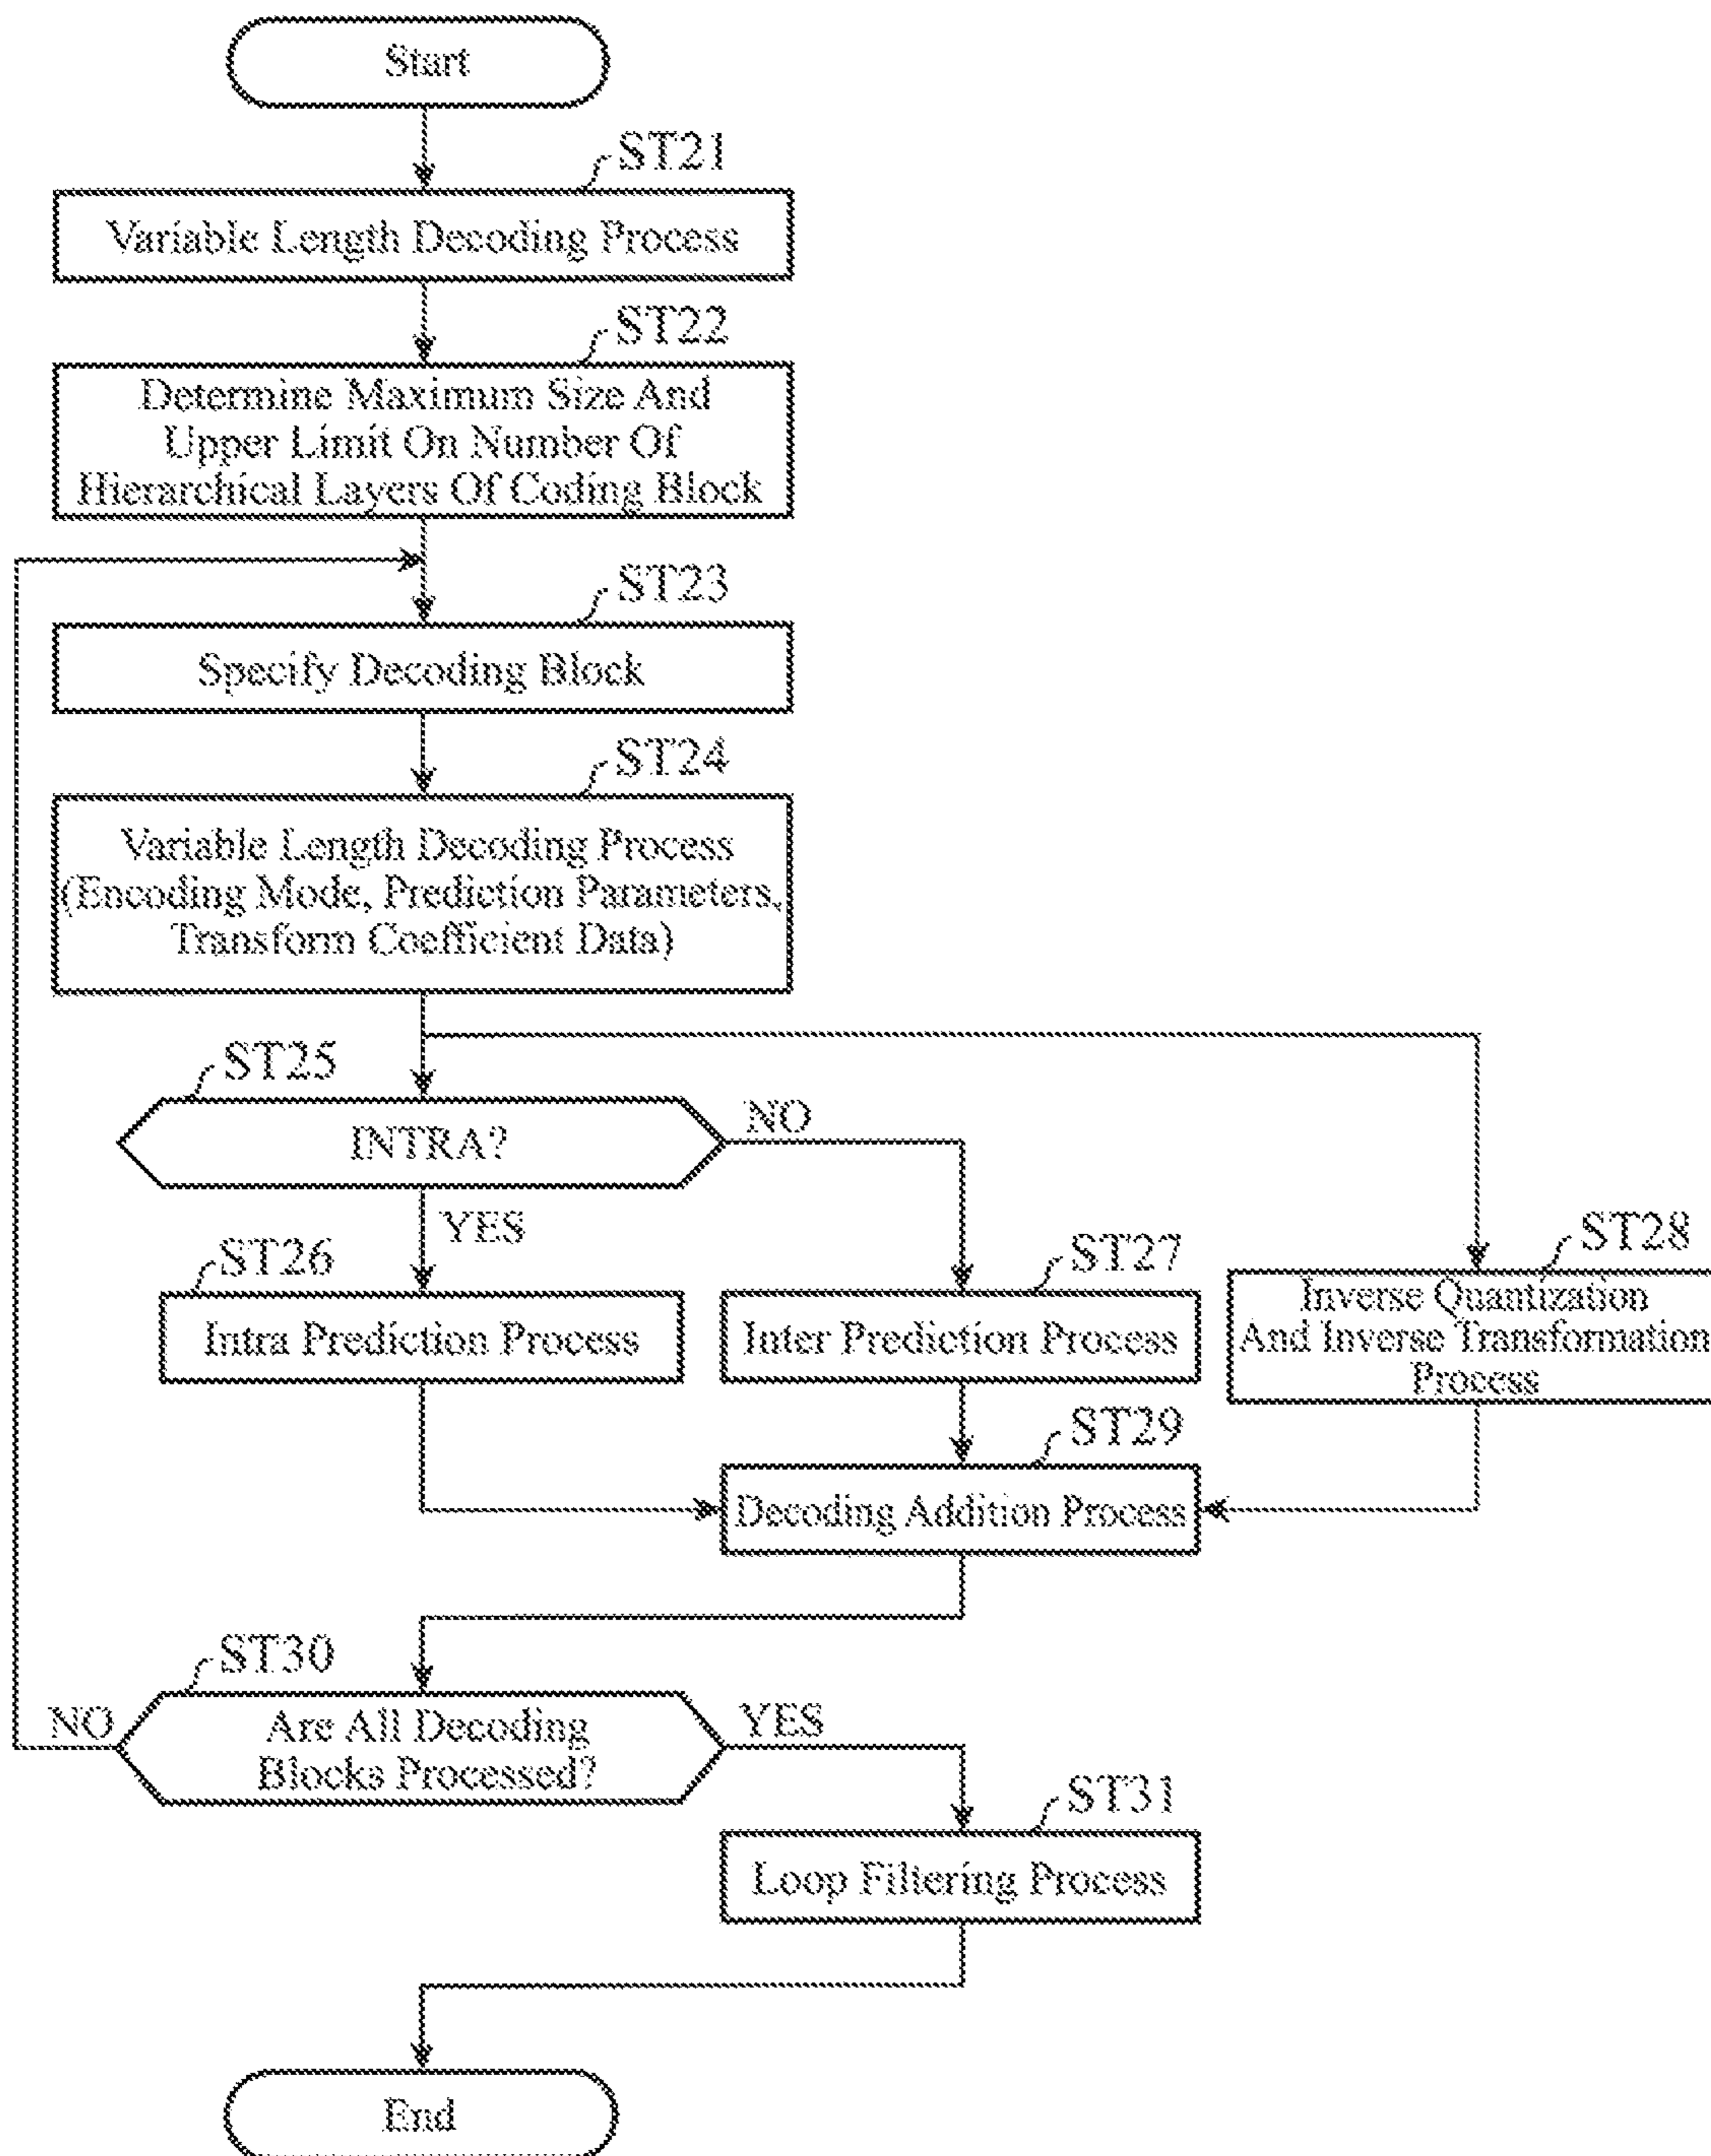 Start
ST21
Variable Length Decoding Process
ST22
Determine Maximum Size And
Upper Limit On Number Of
Hierarchical Layers Of Coding Block
ST23
Specify Decoding Block
ST24
Variable Length Decoding Process
(Encoding Mode, Prediction Parameters,
Transform Coefficient Data)
ST25
INTRA?
NO
YES
ST26
Intra Prediction Process
ST27
Inter Prediction Process
ST28
Inverse Quantization
And Inverse Transformation
Process
ST29
Decoding Addition Process
ST30
NO
Are All Decoding
Blocks Processed?
YES
ST31
Loop Filtering Process
End